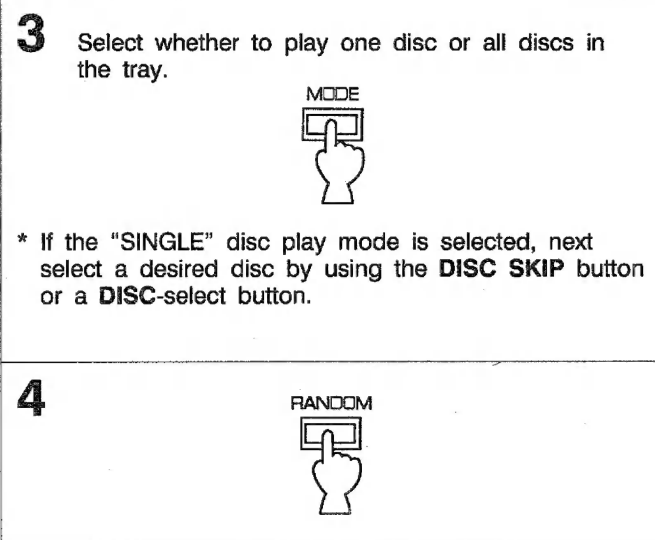 3 Select whether to play one disc or all discs in
the tray.
MODE
* If the "SINGLE" disc play mode is selected, next
select a desired disc by using the DISC SKIP button
or a DISC-select button.
4
RANDOM